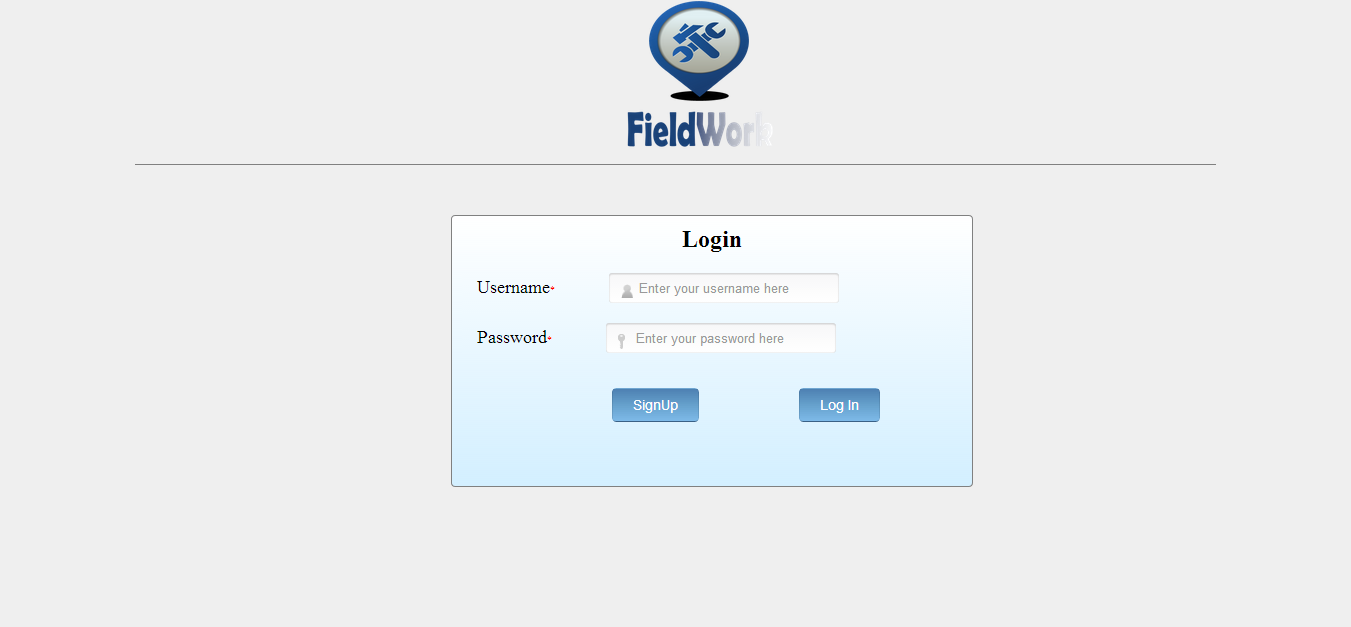 FieldWork
Login
Username* Enter your username here
Password* Enter your password here
SignUp Log In